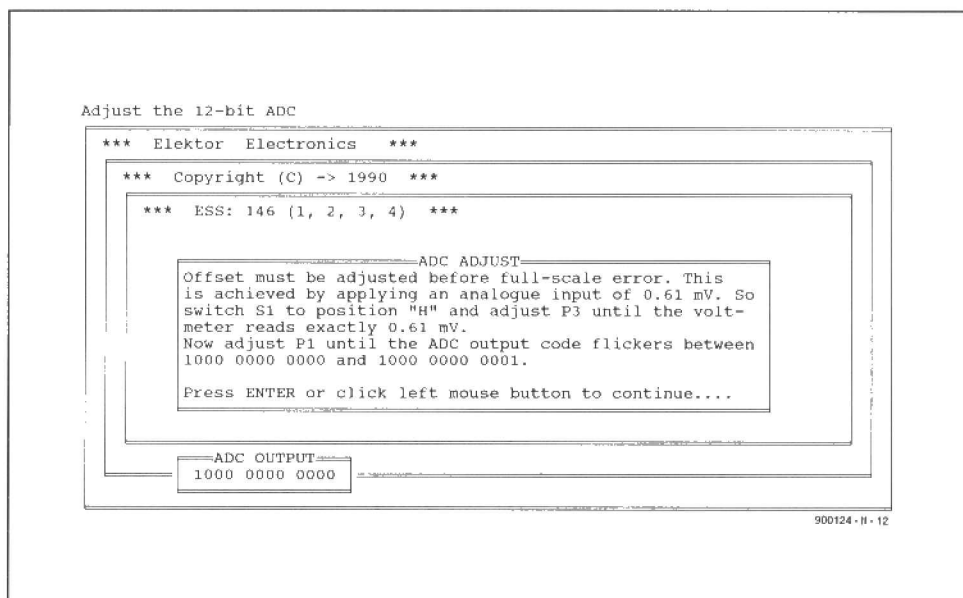 Adjust the 12-bit ADC
*** Elektor Electronics ***
*** Copyright (C) -> 1990 ***
*** ESS: 146 (1, 2, 3, 4) ***
ADC ADJUST
Offset must be adjusted before full-scale error. This
is achieved by applying an analogue input of 0.61 mV. So
switch S1 to position "H" and adjust P3 until the volt-
meter reads exactly 0.61 mV.
Now adjust P1 until the ADC output code flickers between
1000 0000 0000 and 1000 0000 0001.
Press ENTER or click left mouse button to continue....
ADC OUTPUT
1000 0000 0000
900124 - II - 12